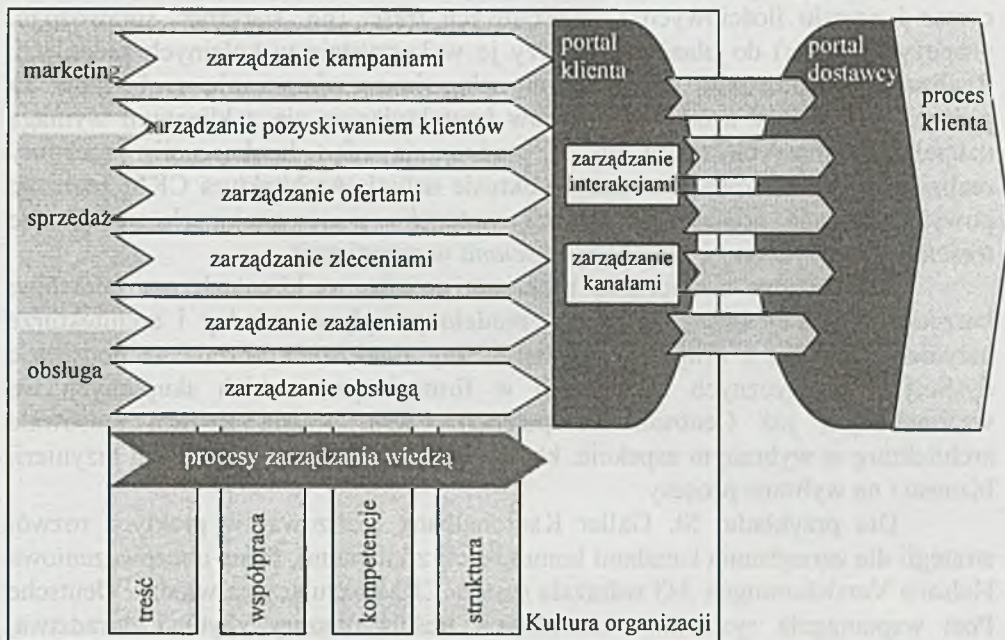 marketing
sprzedaż
obsługa
zarządzanie kampaniami
zarządzanie pozyskiwaniem klientów
zarządzanie ofertami
zarządzanie zleceniami
zarządzanie zażaleniami
zarządzanie obsługą
portal
klienta
portal
dostawcy
proces
klienta
zarządzanie
interakcjami
zarządzanie
kanałami
procesy zarządzania wiedzą
treść
współpraca
kompetencje
struktura
Kultura organizacji